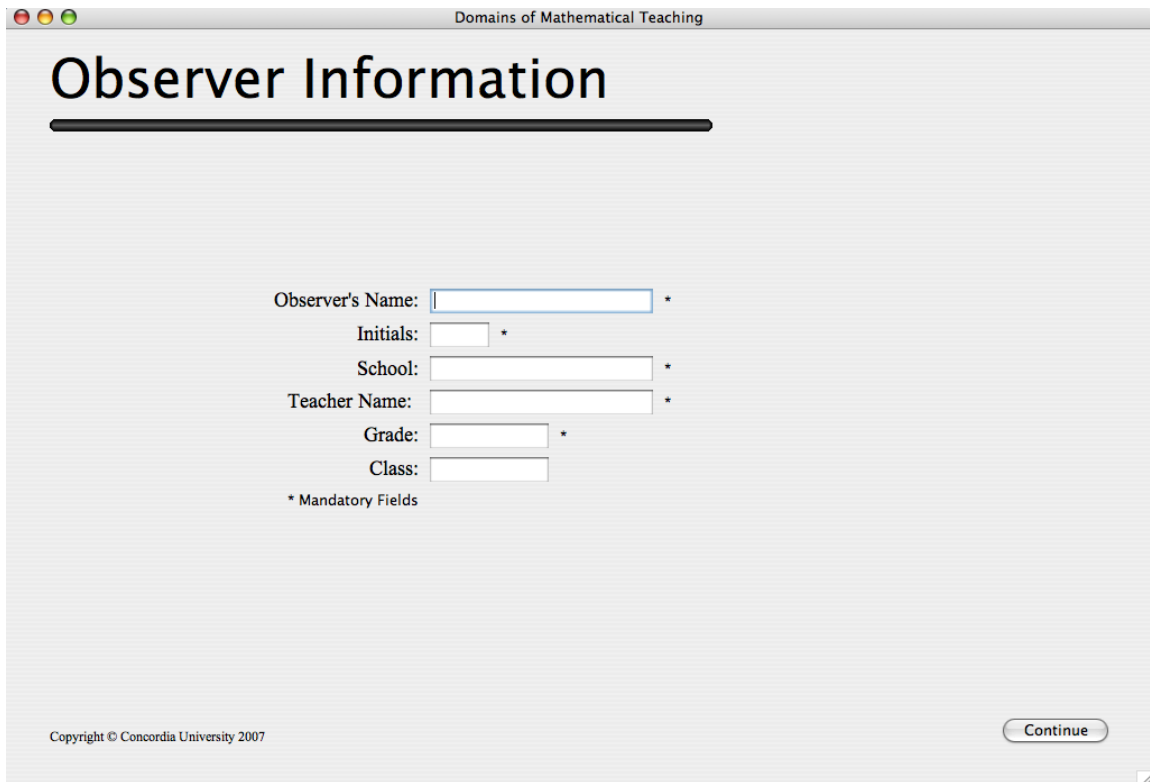 Domains of Mathematical Teaching
Observer Information
Observer's Name: *
Initials: *
School: *
Teacher Name: *
Grade: *
Class:
* Mandatory Fields
Copyright © Concordia University 2007
Continue